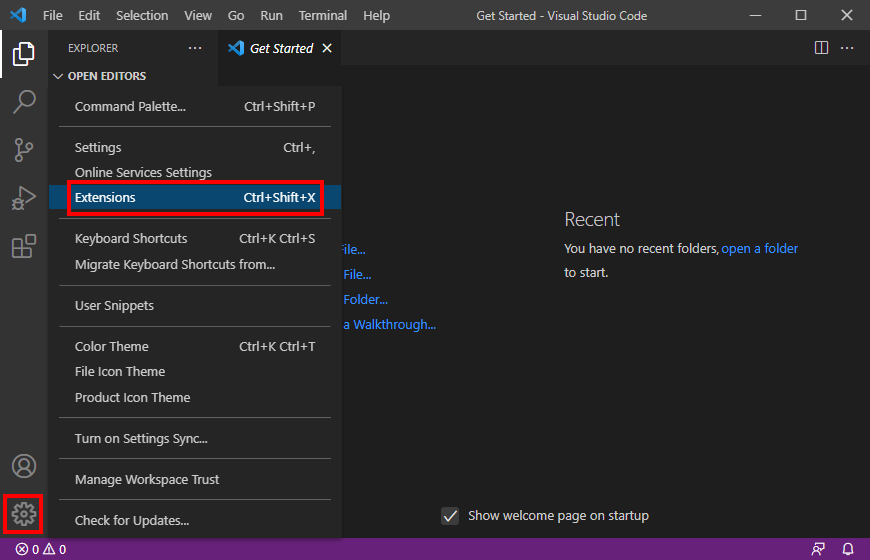 File Edit Selection View Go Run Terminal Help Get Started - Visual Studio Code
EXPLORER ... Get Started
OPEN EDITORS
Command Palette... Ctrl+Shift+P
Settings Ctrl+,
Online Services Settings
Extensions Ctrl+Shift+X
Keyboard Shortcuts Ctrl+K Ctrl+S
Migrate Keyboard Shortcuts from...
User Snippets
Color Theme Ctrl+K Ctrl+T
File Icon Theme
Product Icon Theme
Turn on Settings Sync...
Manage Workspace Trust
Check for Updates...
File...
File...
Folder...
a Walkthrough...
Recent
You have no recent folders, open a folder
to start.
Show welcome page on startup
0 0